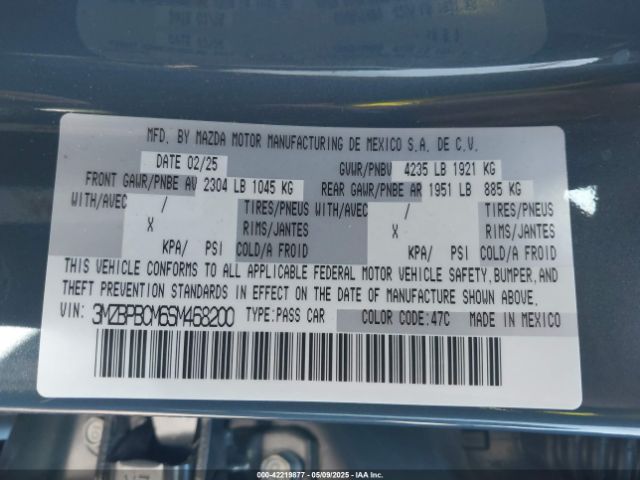 MFD. BY MAZDA MOTOR MANUFACTURING DE MEXICO S.A. DE C.V.
DATE 02/25 GVWR/PNBV 4235 LB 1921 KG
FRONT GAWR/PNBE AV 2304 LB 1045 KG REAR GAWR/PNBE AR 1951 LB 885 KG
WITH/AVEC / TIRES/PNEUS WITH/AVEC / TIRES/PNEUS
X RIMS/JANTES X RIMS/JANTES
KPA/ PSI COLD/A FROID KPA/ PSI COLD/A FROID
THIS VEHICLE CONFORMS TO ALL APPLICABLE FEDERAL MOTOR VEHICLE SAFETY, BUMPER, AND
THEFT PREVENTION STANDARDS IN EFFECT ON THE DATE OF MANUFACTURE SHOWN ABOVE.
VIN: 3MZBPBCM6SM468200 TYPE: PASS CAR COLOR CODE: 47C MADE IN MEXICO
000-42219877 - 05/09/2025 - IAAI.COM